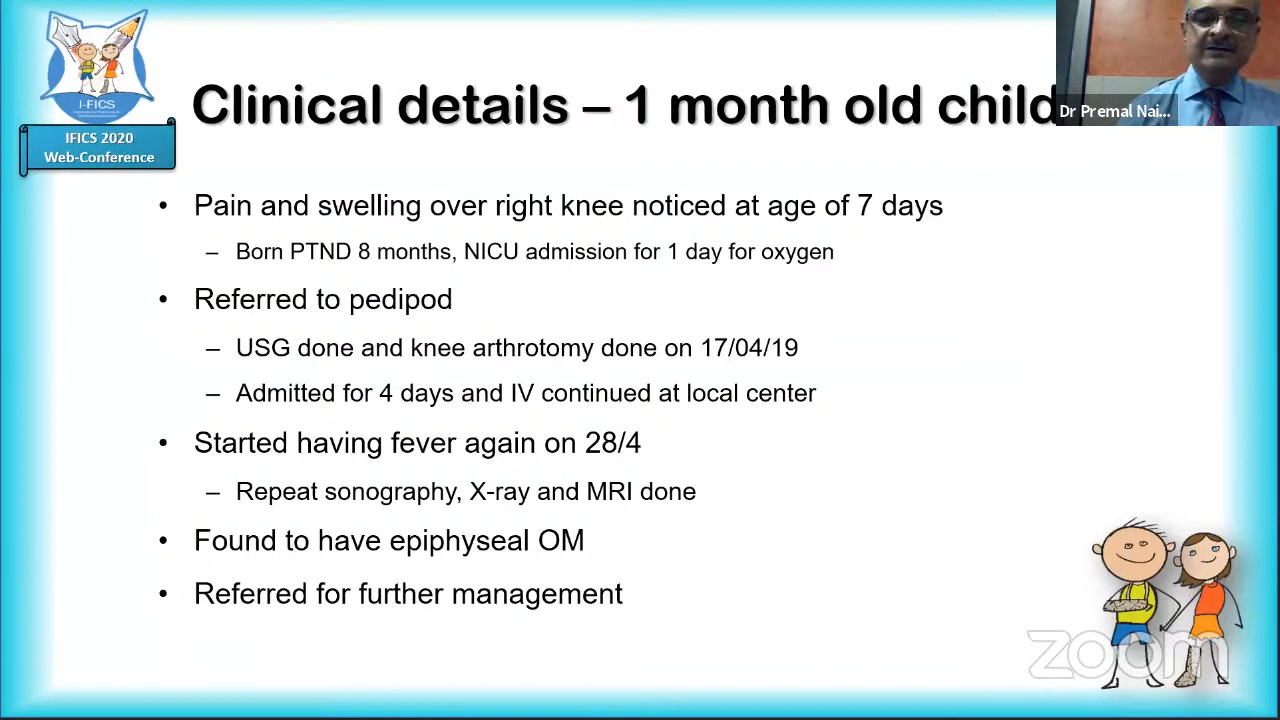 I-FICS
IFICS 2020
Web-Conference
Clinical details – 1 month old child
Dr Premal Nai...
• Pain and swelling over right knee noticed at age of 7 days
– Born PTND 8 months, NICU admission for 1 day for oxygen
• Referred to pedipod
– USG done and knee arthrotomy done on 17/04/19
– Admitted for 4 days and IV continued at local center
• Started having fever again on 28/4
– Repeat sonography, X-ray and MRI done
• Found to have epiphyseal OM
• Referred for further management
zoom